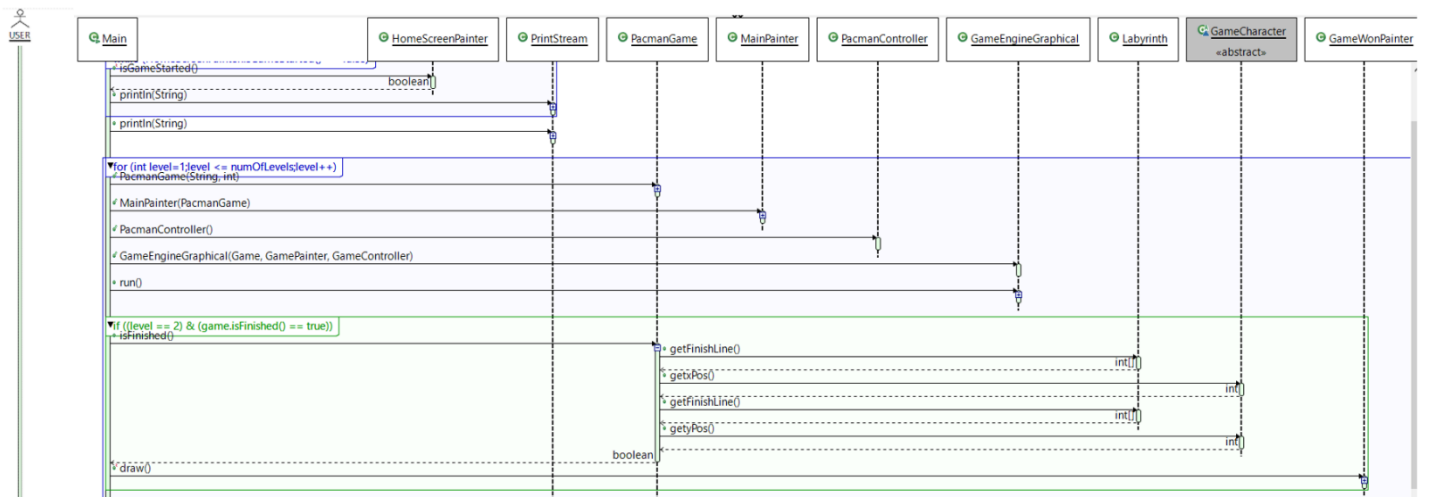 USER
Main
HomeScreenPainter
PrintStream
PacmanGame
MainPainter
PacmanController
GameEngineGraphical
Labyrinth
GameCharacter
«abstract»
GameWonPainter
isGameStarted()
boolean
println(String)
println(String)
for (int level=1;level <= numOfLevels;level++)
PacmanGame(String, int)
MainPainter(PacmanGame)
PacmanController()
GameEngineGraphical(Game, GamePainter, GameController)
run()
if ((level == 2) & (game.isFinished() == true))
isFinished()
getFinishLine()
int[]
getxPos()
int
getFinishLine()
int[]
getyPos()
int
boolean
draw()